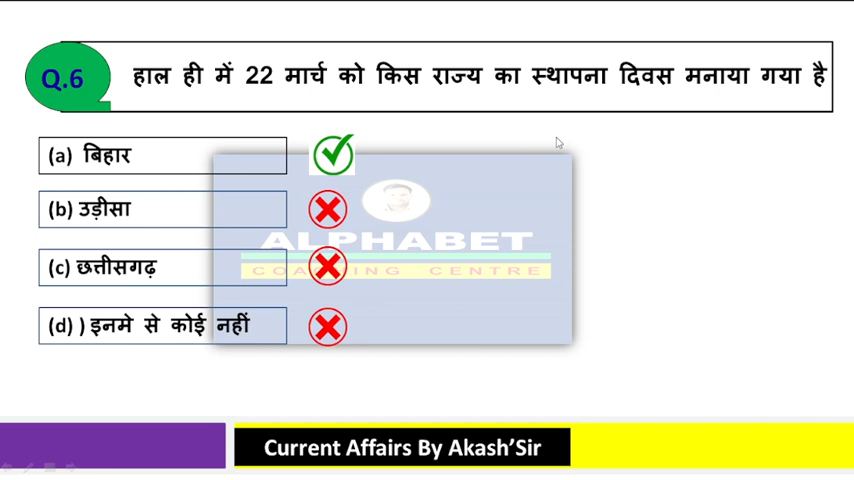 Q.6 हाल ही में 22 मार्च को किस राज्य का स्थापना दिवस मनाया गया है
(a) बिहार
(b) उड़ीसा
(c) छत्तीसगढ़
(d) ) इनमे से कोई नहीं
ALPHABET
COACHING CENTRE
Current Affairs By Akash’Sir